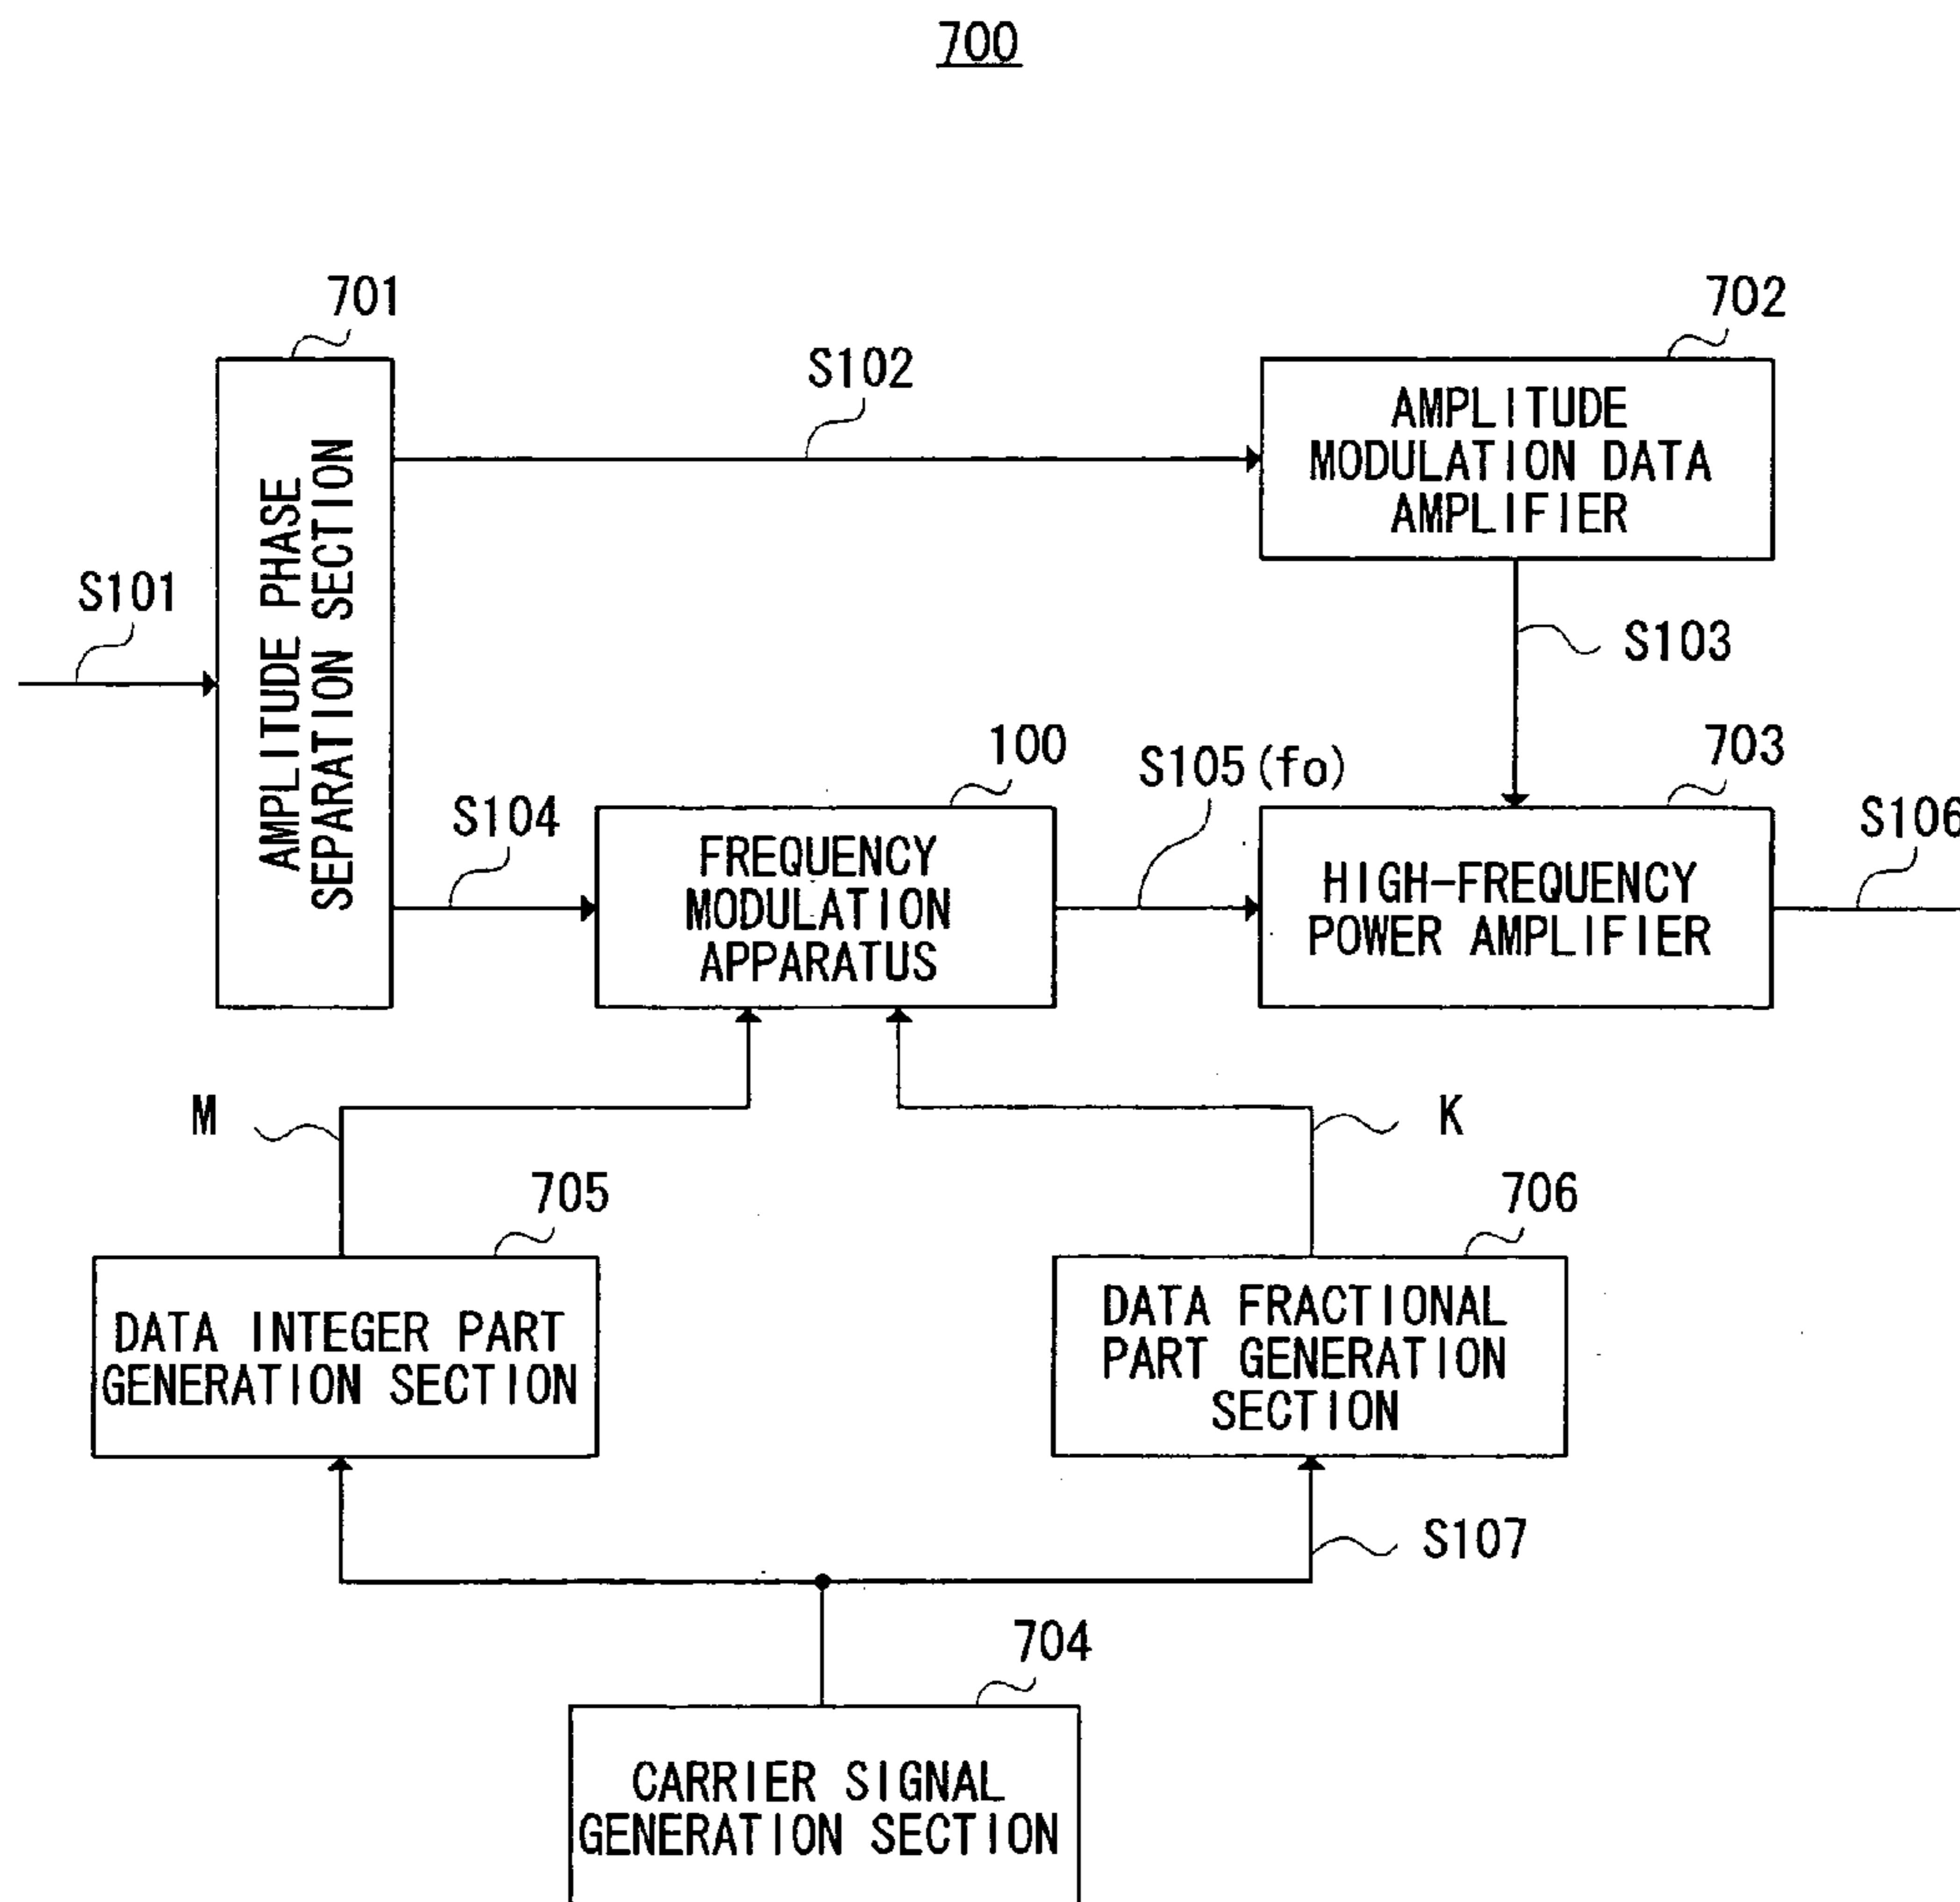 700
701
702
S102
AMPLITUDE
MODULATION DATA
AMPLIFIER
AMPLITUDE PHASE
SEPARATION SECTION
S101
S103
100
703
S105(fo)
S104
S106
FREQUENCY
MODULATION
APPARATUS
HIGH-FREQUENCY
POWER AMPLIFIER
M
K
705
706
DATA INTEGER PART
GENERATION SECTION
DATA FRACTIONAL
PART GENERATION
SECTION
S107
704
CARRIER SIGNAL
GENERATION SECTION